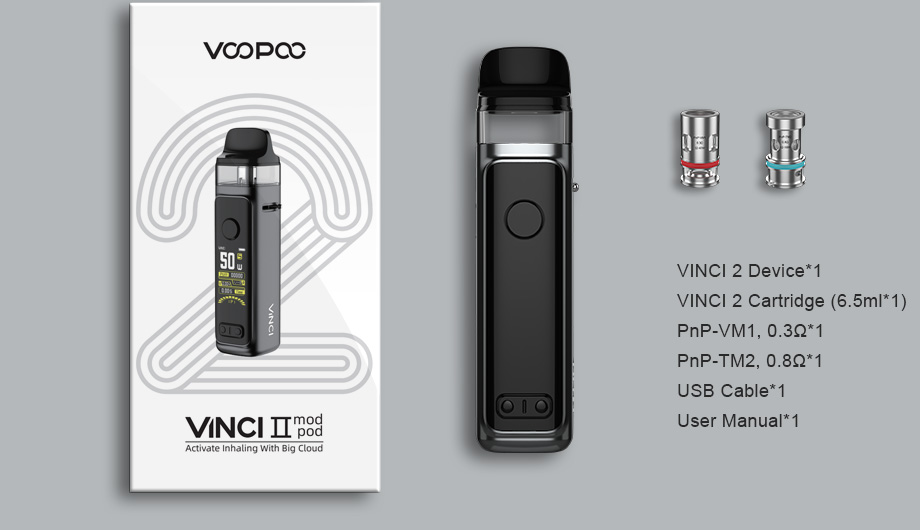 VOOPOO
50
W
VINCI
VINCI II mod pod
Activate Inhaling With Big Cloud
VINCI 2 Device*1
VINCI 2 Cartridge (6.5ml*1)
PnP-VM1, 0.3Ω*1
PnP-TM2, 0.8Ω*1
USB Cable*1
User Manual*1